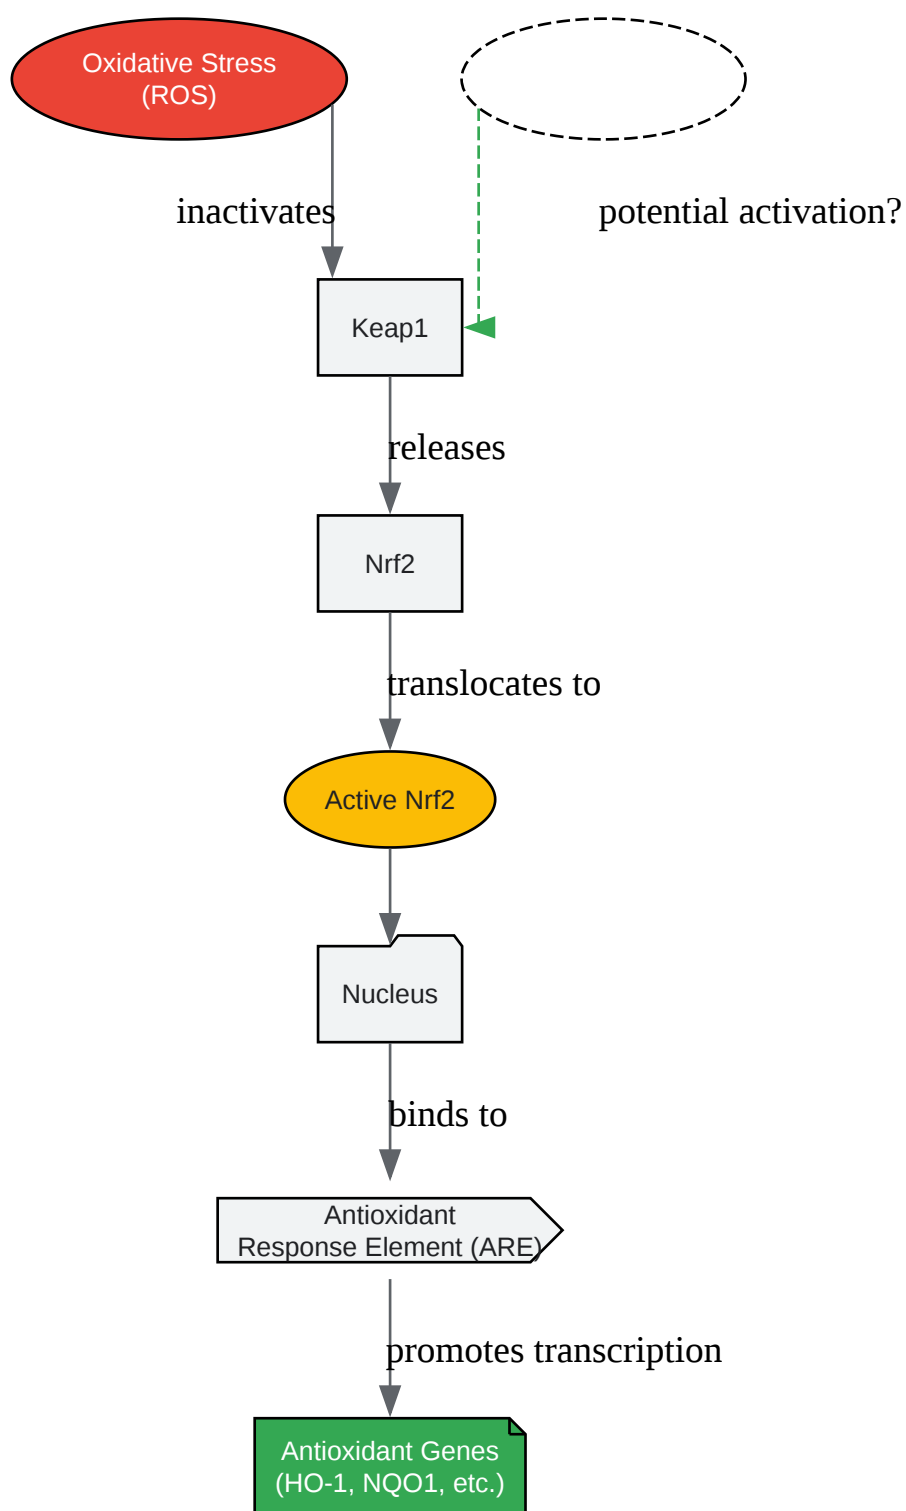 Oxidative Stress
(ROS)
inactivates
potential activation?
Keap1
releases
Nrf2
translocates to
Active Nrf2
Nucleus
binds to
Antioxidant
Response Element (ARE)
promotes transcription
Antioxidant Genes
(HO-1, NQO1, etc.)